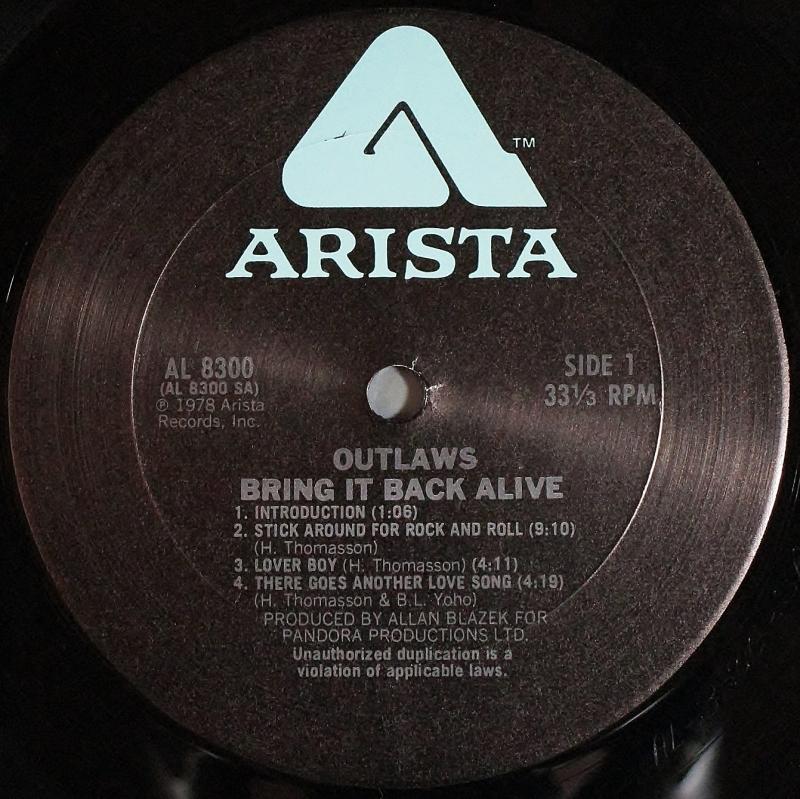 TM
ARISTA
AL 8300
(AL 8300 SA)
℗ 1978 Arista
Records, Inc.
SIDE 1
33⅓ RPM
OUTLAWS
BRING IT BACK ALIVE
1. INTRODUCTION (1:06)
2. STICK AROUND FOR ROCK AND ROLL (9:10)
(H. Thomasson)
3. LOVER BOY (H. Thomasson) (4:11)
4. THERE GOES ANOTHER LOVE SONG (4:19)
(H. Thomasson & B.L. Yoho)
PRODUCED BY ALLAN BLAZEK FOR
PANDORA PRODUCTIONS LTD.
Unauthorized duplication is a
violation of applicable laws.